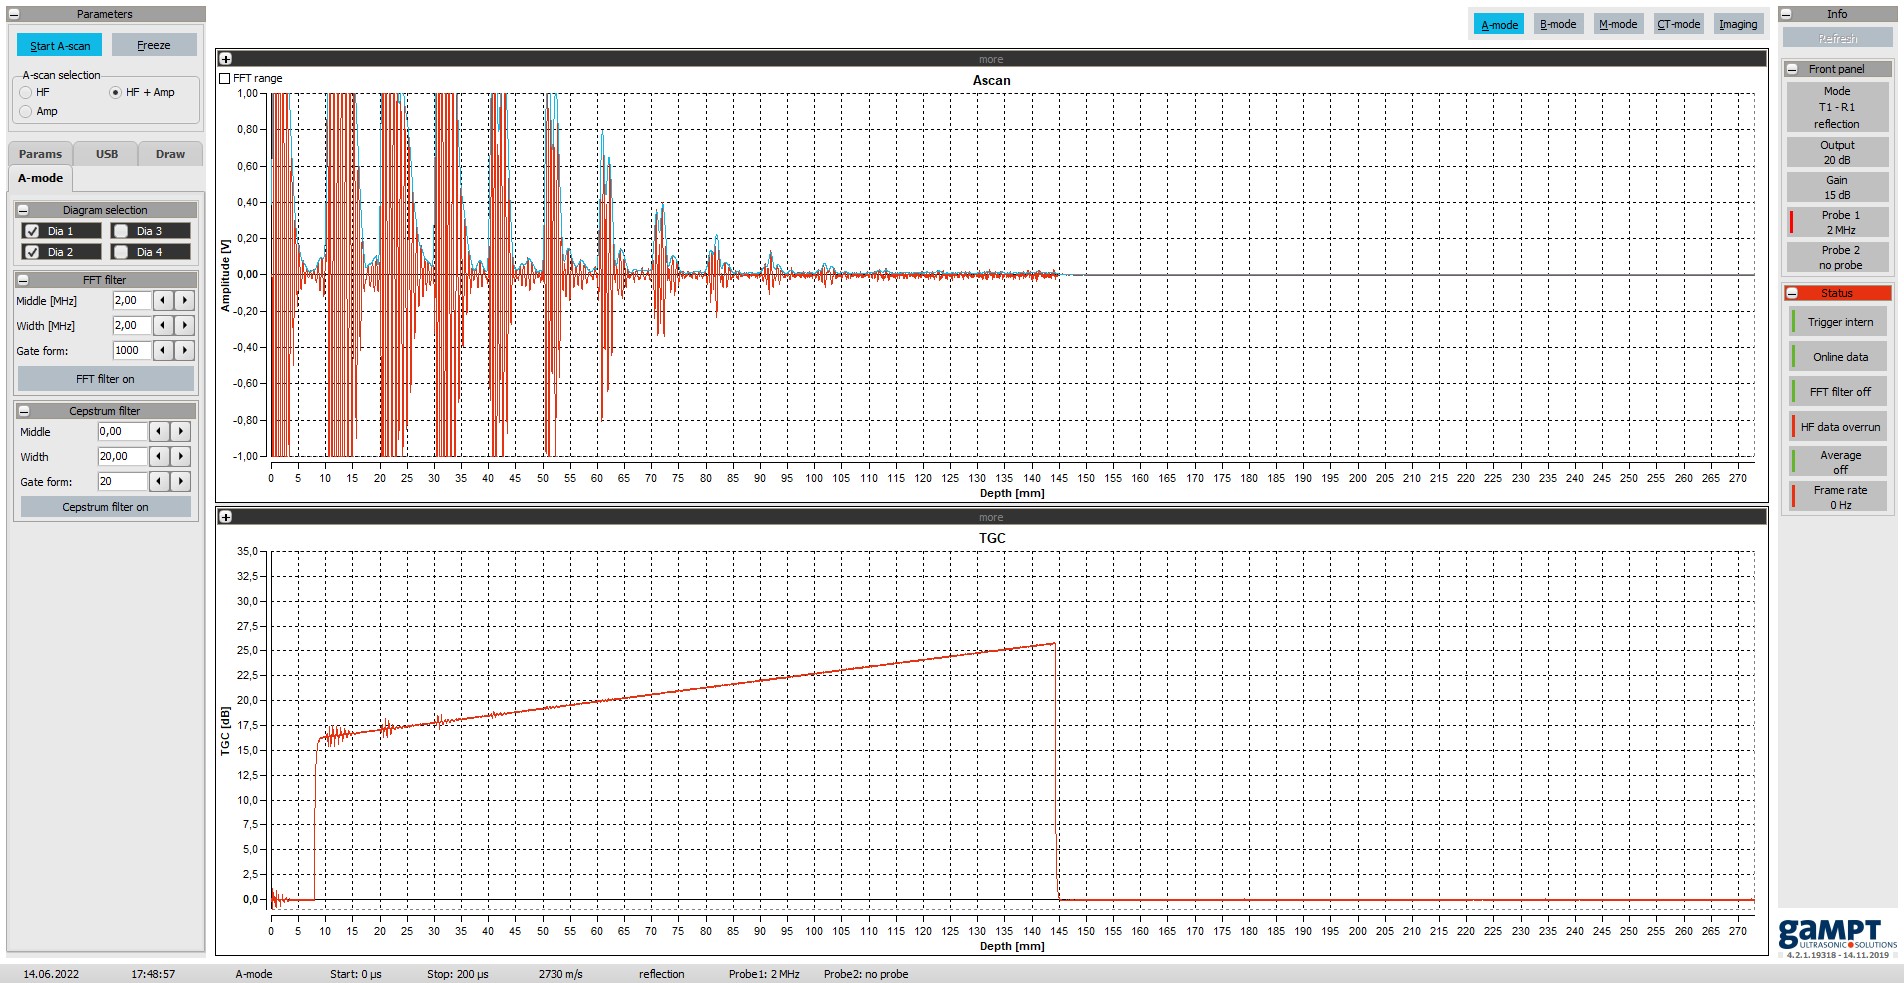 Parameters
Start A-scan Freeze
A-scan selection
HF HF + Amp
Amp
Params USB Draw
A-mode
Diagram selection
Dia 1 Dia 3
Dia 2 Dia 4
FFT filter
Middle [MHz] 2,00
Width [MHz] 2,00
Gate form: 1000
FFT filter on
Cepstrum filter
Middle 0,00
Width 20,00
Gate form: 20
Cepstrum filter on
A-mode B-mode M-mode CT-mode Imaging
more
FFT range
Ascan
1,00
0,80
0,60
0,40
0,20
0,00
-0,20
-0,40
-0,60
-0,80
-1,00
Amplitude [V]
0 5 10 15 20 25 30 35 40 45 50 55 60 65 70 75 80 85 90 95 100 105 110 115 120 125 130 135 140 145 150 155 160 165 170 175 180 185 190 195 200 205 210 215 220 225 230 235 240 245 250 255 260 265 270
Depth [mm]
more
TGC
35,0
32,5
30,0
27,5
25,0
22,5
20,0
17,5
15,0
12,5
10,0
7,5
5,0
2,5
0,0
TGC [dB]
0 5 10 15 20 25 30 35 40 45 50 55 60 65 70 75 80 85 90 95 100 105 110 115 120 125 130 135 140 145 150 155 160 165 170 175 180 185 190 195 200 205 210 215 220 225 230 235 240 245 250 255 260 265 270
Depth [mm]
Info
Refresh
Front panel
Mode
T1 - R1
reflection
Output
20 dB
Gain
15 dB
Probe 1
2 MHz
Probe 2
no probe
Status
Trigger intern
Online data
FFT filter off
HF data overrun
Average
off
Frame rate
0 Hz
gaMPT
ULTRASONIC SOLUTIONS
4.2.1.19318 - 14.11.2019
14.06.2022 17:48:57 A-mode Start: 0 µs Stop: 200 µs 2730 m/s reflection Probe1: 2 MHz Probe2: no probe